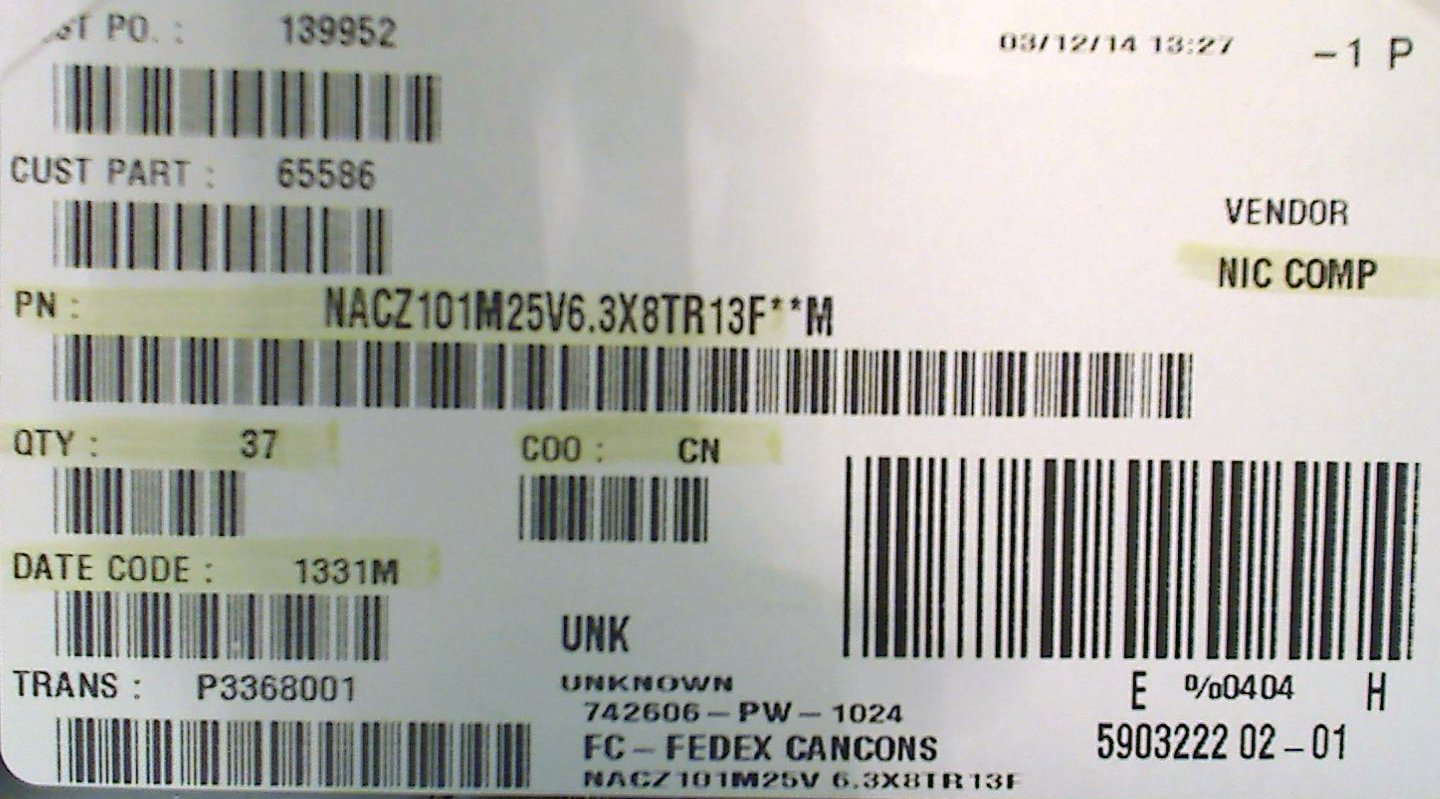 ST PO. : 139952
03/12/14 13:27 -1 P
CUST PART : 65586
VENDOR
NIC COMP
PN : NACZ101M25V6.3X8TR13F**M
QTY : 37
COO : CN
DATE CODE : 1331M
UNK
TRANS : P3368001
UNKNOWN
742606-PW-1024
FC-FEDEX CANCONS
NACZ101M25V 6.3X8TR13F
E %0404 H
5903222 02-01